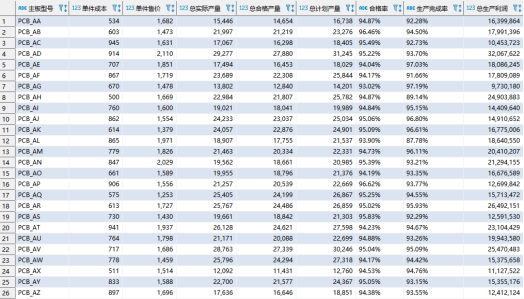 主板型号 123 单件成本 123 单件售价 123 总实际产量 123 总合格产量 123 总计划产量 ABC 合格率 ABC 生产完成率 123 总生产利润
1 PCB_AA 534 1,682 15,446 14,654 16,738 94.87% 92.28% 16,399,864
2 PCB_AB 603 1,473 21,997 21,219 23,276 96.46% 94.50% 17,991,396
3 PCB_AC 945 1,631 17,067 16,298 18,405 95.49% 92.73% 10,453,723
4 PCB_AD 914 2,110 29,277 27,880 31,245 95.22% 93.70% 32,067,622
5 PCB_AE 707 1,851 17,494 16,453 18,029 94.04% 97.03% 18,086,245
6 PCB_AF 867 1,719 23,689 22,308 25,844 94.17% 91.66% 17,809,089
7 PCB_AG 670 1,478 13,802 12,840 14,201 93.02% 97.19% 9,730,180
8 PCB_AH 500 1,669 22,984 21,807 25,782 94.87% 89.14% 24,903,883
9 PCB_AI 760 1,600 19,021 18,041 19,989 94.84% 95.15% 14,409,640
10 PCB_AJ 862 1,554 24,233 23,037 25,034 95.06% 96.80% 14,910,652
11 PCB_AK 614 1,379 24,057 22,876 24,901 95.09% 96.61% 16,775,006
12 PCB_AL 865 1,971 18,907 17,755 21,537 93.90% 87.78% 18,640,550
13 PCB_AM 779 1,826 21,463 20,334 22,331 94.73% 96.11% 20,410,207
14 PCB_AN 847 2,029 19,562 18,661 20,985 95.39% 93.21% 21,294,155
15 PCB_AO 661 1,589 19,955 18,796 21,376 94.19% 93.35% 16,676,589
16 PCB_AP 906 1,556 21,257 20,539 22,669 96.62% 93.77% 12,699,842
17 PCB_AQ 575 1,253 25,405 24,199 26,867 95.25% 94.55% 15,713,472
18 PCB_AR 613 1,727 25,767 24,486 26,859 95.02% 95.93% 26,492,151
19 PCB_AS 730 1,430 19,661 18,842 21,303 95.83% 92.29% 12,591,530
20 PCB_AT 941 1,937 26,128 24,621 27,598 94.23% 94.67% 23,104,429
21 PCB_AU 764 1,798 21,171 20,088 22,699 94.88% 93.26% 19,943,580
22 PCB_AV 717 1,686 28,763 27,339 30,246 95.04% 95.09% 25,470,483
23 PCB_AW 778 1,459 25,796 24,294 27,318 94.17% 94.42% 15,375,658
24 PCB_AX 511 1,514 12,092 11,431 12,760 94.53% 94.76% 11,127,522
25 PCB_AY 833 1,588 22,700 21,577 24,367 95.05% 93.15% 15,355,176
26 PCB_AZ 897 1,696 17,636 16,646 18,851 94.38% 93.55% 12,412,124